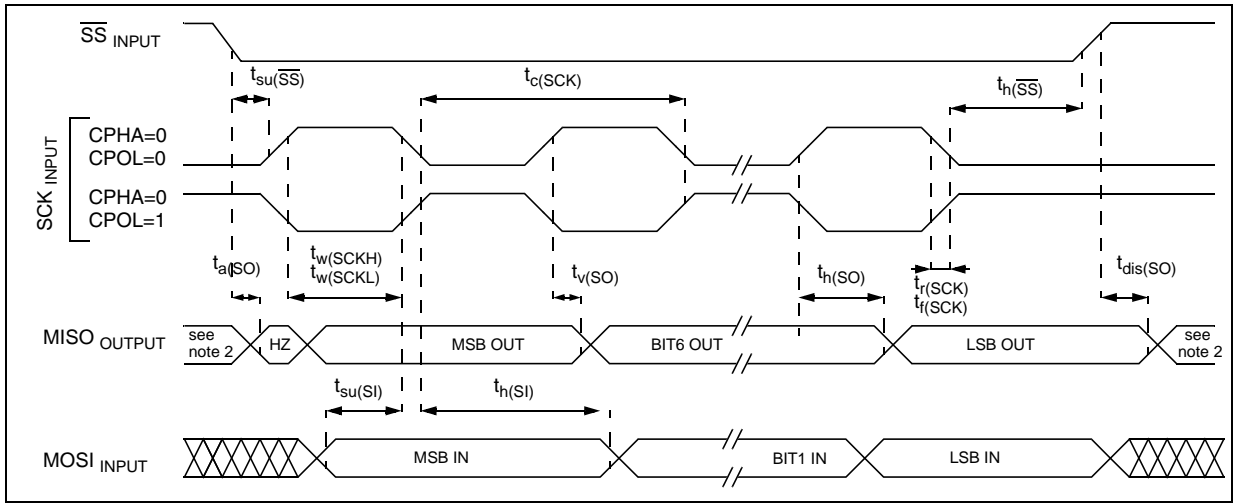 SS INPUT
tsu(SS)
tc(SCK)
th(SS)
SCK INPUT
CPHA=0
CPOL=0
CPHA=0
CPOL=1
ta(SO)
tw(SCKH)
tw(SCKL)
tv(SO)
th(SO)
tr(SCK)
tf(SCK)
tdis(SO)
MISO OUTPUT
see note 2
HZ
MSB OUT
BIT6 OUT
LSB OUT
see note 2
tsu(SI)
th(SI)
MOSI INPUT
MSB IN
BIT1 IN
LSB IN